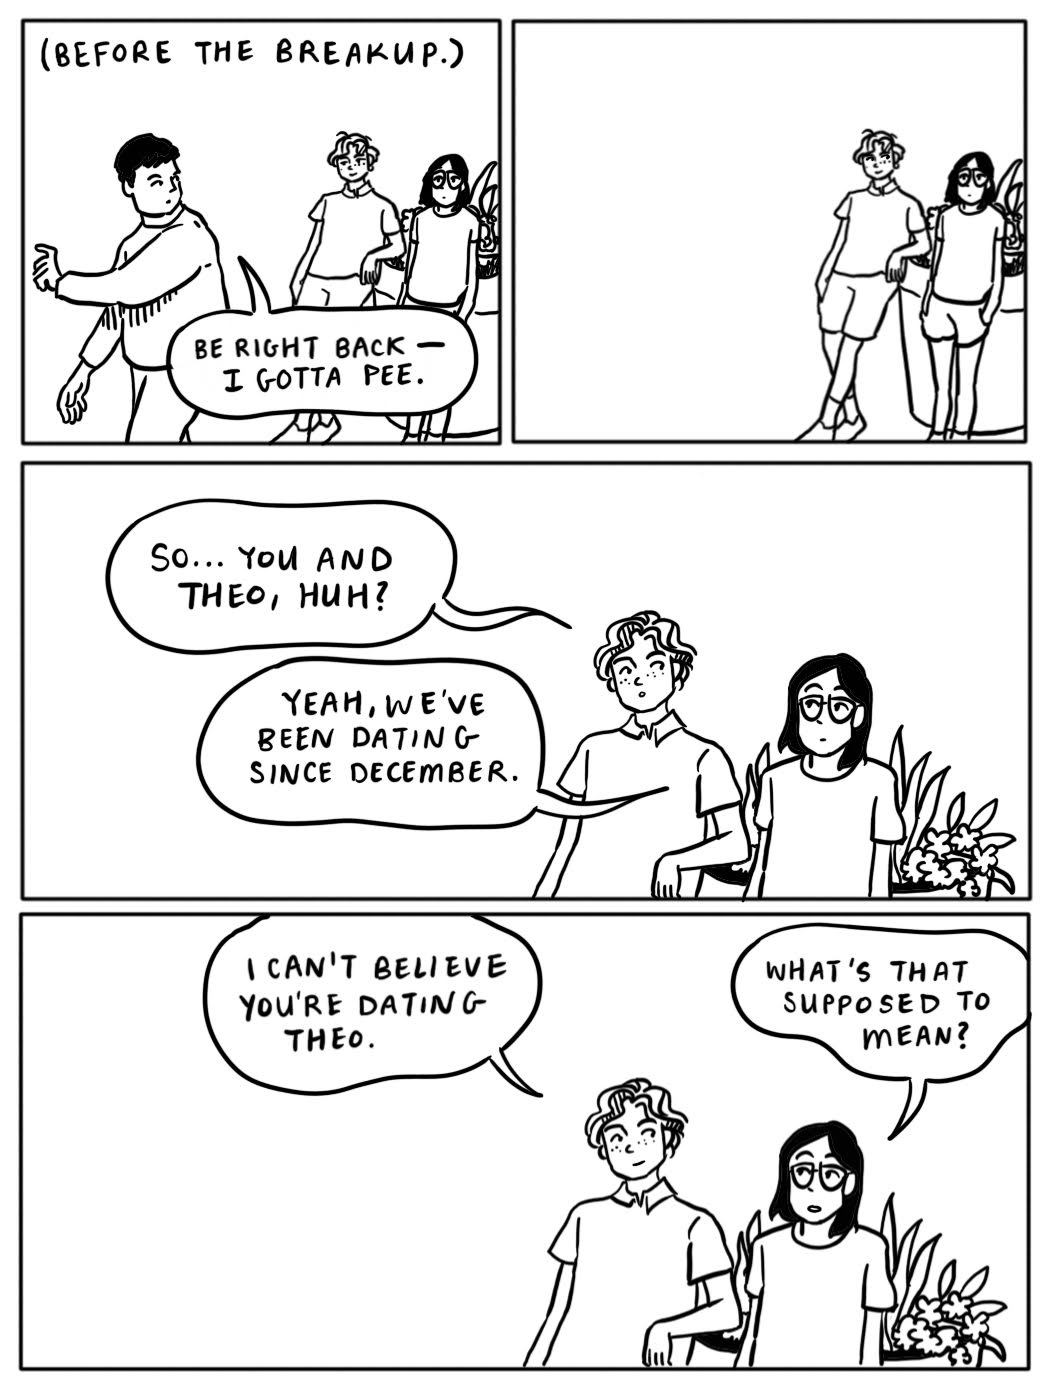 (BEFORE THE BREAKUP.)
BE RIGHT BACK —
I GOTTA PEE.
SO... YOU AND
THEO, HUH?
YEAH, WE'VE
BEEN DATING
SINCE DECEMBER.
I CAN'T BELIEVE
YOU'RE DATING
THEO.
WHAT'S THAT
SUPPOSED TO
MEAN?